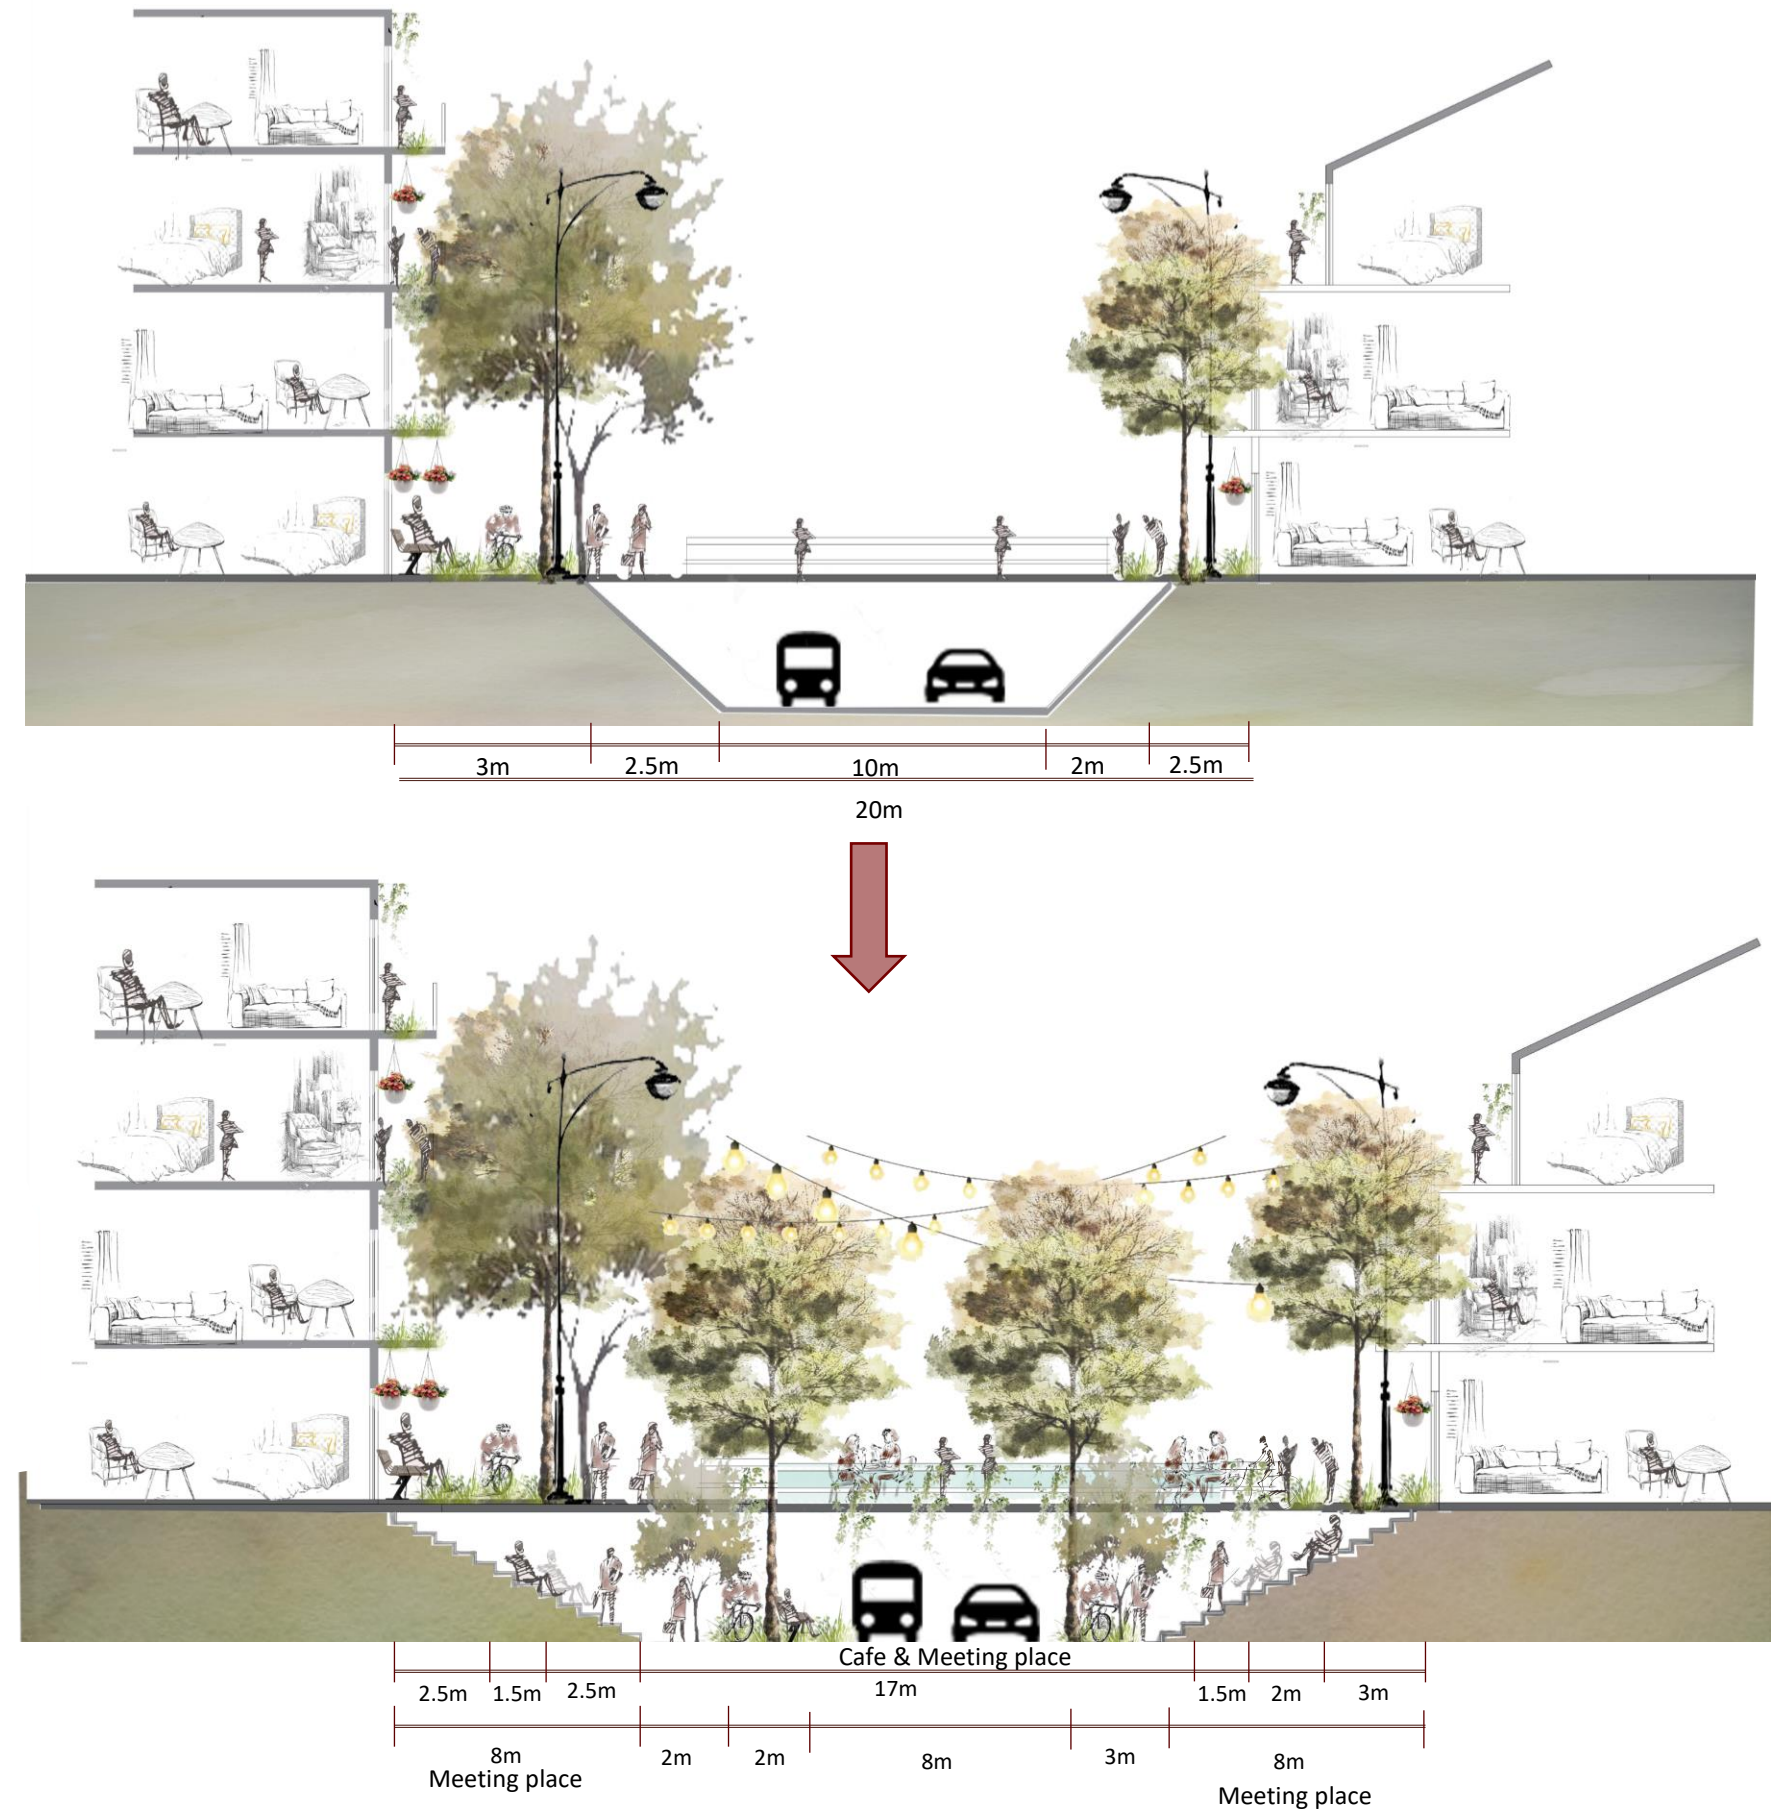 3m 2.5m 10m 2m 2.5m
20m
Cafe & Meeting place
2.5m 1.5m 2.5m 17m 1.5m 2m 3m
8m 2m 2m 8m 3m 8m
Meeting place
Meeting place